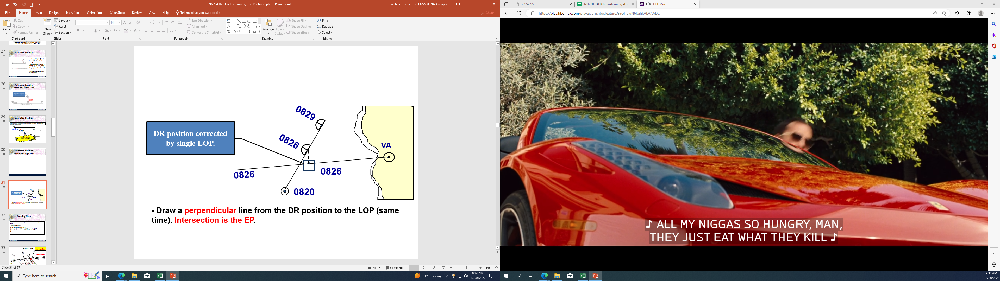 NN284-07-Dead Reckoning and Piloting.pptx - PowerPoint
Wilhelm, Robert G LT USN USNA Annapolis
File Home Insert Design Transitions Animations Slide Show Review View Help Tell me what you want to do Share
Paste
Cut
Copy
Format Painter
Clipboard
New Slide
Layout
Reset
Section
Slides
44
B I U S abc AV Aa A
Font
Text Direction
Align Text
Convert to SmartArt
Paragraph
Arrange
Quick Styles
Shape Fill
Shape Outline
Shape Effects
Drawing
Find
Replace
Select
Editing
27
Estimated Position
28
Estimated Position
Based on Set and Drift
29
Estimated Position
30
Estimated Position
Based on Single LOP
31
32
Running Fixes
33
Running Fixes
DR position corrected
by single LOP.
0829
0826
VA
0826
0826
0820
- Draw a perpendicular line from the DR position to the LOP (same
time). Intersection is the EP.
Slide 31 of 77
Notes
Comments
114%
Type here to search
31°F Sunny
9:34 AM
12/28/2022
2774295
NN220 SKED Brainstorming.xlsx
HBOMax
https://play.hbomax.com/player/urn:hbo:feature:GYGITdwN6IbihkAEAAADC
♪ ALL MY NIGGAS SO HUNGRY, MAN,
THEY JUST EAT WHAT THEY KILL ♪
9:34 AM
12/28/2022